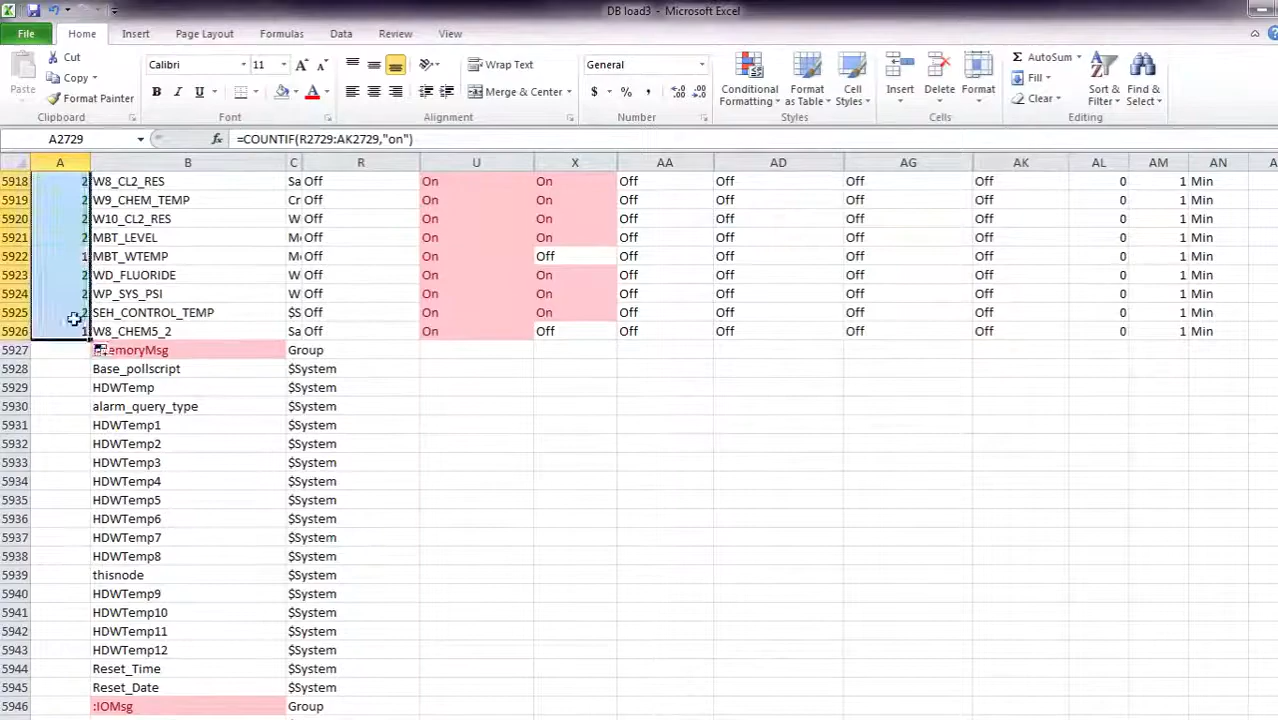 DB load3 - Microsoft Excel
File Home Insert Page Layout Formulas Data Review View
Paste
Cut
Copy
Format Painter
Clipboard
Calibri 11
B I U
Font
Wrap Text
Merge & Center
Alignment
General
$ % ,
Number
Conditional Formatting
Format as Table
Cell Styles
Styles
Insert Delete Format
Cells
Σ AutoSum
Fill
Clear
Sort & Filter
Find & Select
Editing
A2729 fx =COUNTIF(R2729:AK2729,"on")
A B C R U X AA AD AG AK AL AM AN
5918 2 W8_CL2_RES Sa Off On On Off Off Off Off 0 1 Min
5919 2 W9_CHEM_TEMP Cr Off On On Off Off Off Off 0 1 Min
5920 2 W10_CL2_RES W Off On On Off Off Off Off 0 1 Min
5921 2 MBT_LEVEL Off On On Off Off Off Off 0 1 Min
5922 1 MBT_WTEMP Off On Off Off Off Off Off 0 1 Min
5923 2 WD_FLUORIDE W Off On On Off Off Off Off 0 1 Min
5924 2 WP_SYS_PSI W Off On On Off Off Off Off 0 1 Min
5925 2 SEH_CONTROL_TEMP $S Off On On Off Off Off Off 0 1 Min
5926 1 W8_CHEM5_2 Sa Off On Off Off Off Off Off 0 1 Min
5927 emoryMsg Group
5928 Base_pollscript $System
5929 HDWTemp $System
5930 alarm_query_type $System
5931 HDWTemp1 $System
5932 HDWTemp2 $System
5933 HDWTemp3 $System
5934 HDWTemp4 $System
5935 HDWTemp5 $System
5936 HDWTemp6 $System
5937 HDWTemp7 $System
5938 HDWTemp8 $System
5939 thisnode $System
5940 HDWTemp9 $System
5941 HDWTemp10 $System
5942 HDWTemp11 $System
5943 HDWTemp12 $System
5944 Reset_Time $System
5945 Reset_Date $System
5946 :IOMsg Group